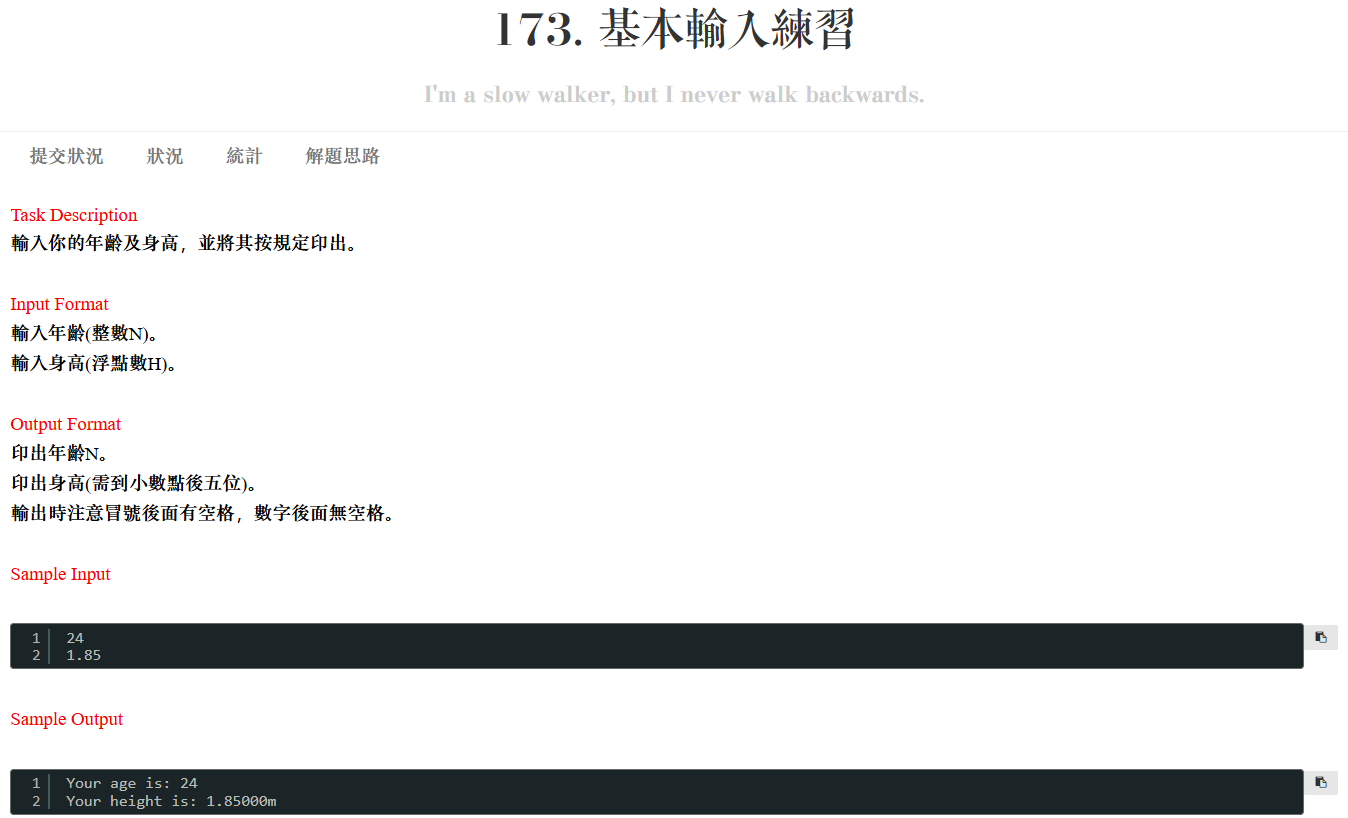 173. 基本輸入練習
I'm a slow walker, but I never walk backwards.
提交狀況 狀況 統計 解題思路
Task Description
輸入你的年齡及身高，並將其按規定印出。
Input Format
輸入年齡(整數N)。
輸入身高(浮點數H)。
Output Format
印出年齡N。
印出身高(需到小數點後五位)。
輸出時注意冒號後面有空格，數字後面無空格。
Sample Input
1 24
2 1.85
Sample Output
1 Your age is: 24
2 Your height is: 1.85000m